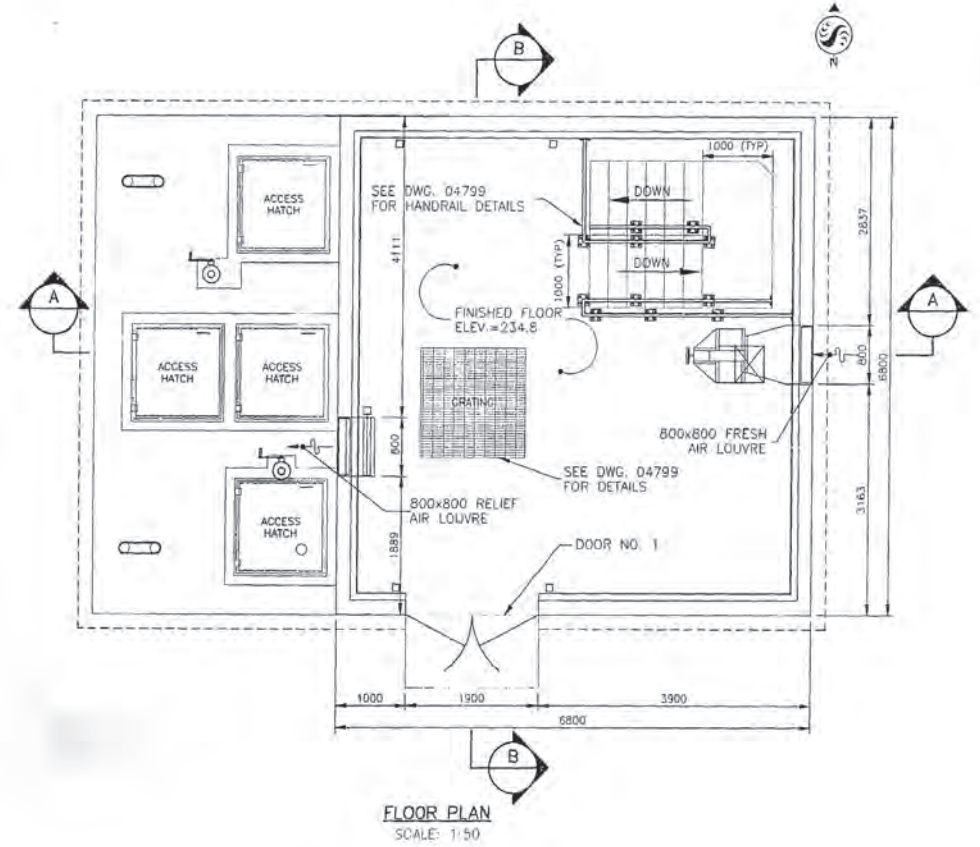 B
N
1000 (TYP)
ACCESS
HATCH
SEE DWG. 04799
FOR HANDRAIL DETAILS
DOWN
2837
4111
1000 (TYP)
DOWN
A
A
FINISHED FLOOR
ELEV.=234.8
ACCESS
HATCH
ACCESS
HATCH
800
6800
GRATING
800x800 FRESH
AIR LOUVRE
SEE DWG. 04799
FOR DETAILS
800x800 RELIEF
AIR LOUVRE
3163
ACCESS
HATCH
1889
DOOR NO. 1
1000
1900
3900
6800
B
FLOOR PLAN
SCALE: 1:50